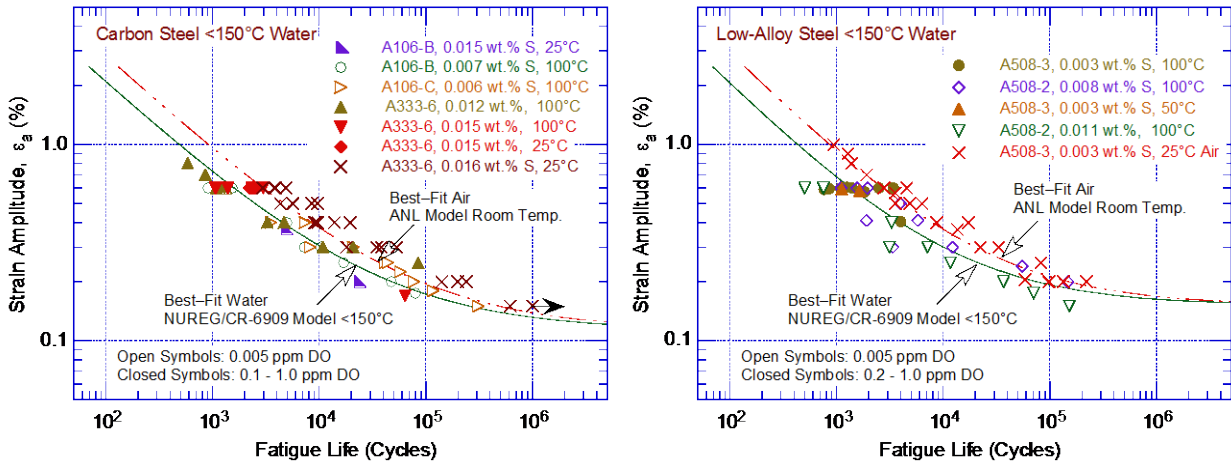 Carbon Steel <150°C Water
A106-B, 0.015 wt.% S, 25°C
A106-B, 0.007 wt.% S, 100°C
A106-C, 0.006 wt.% S, 100°C
A333-6, 0.012 wt.%, 100°C
A333-6, 0.015 wt.%, 100°C
A333-6, 0.015 wt.%, 25°C
A333-6, 0.016 wt.% S, 25°C
Strain Amplitude, εa (%)
1.0
0.1
Best–Fit Air
ANL Model Room Temp.
Best–Fit Water
NUREG/CR-6909 Model <150°C
Open Symbols: 0.005 ppm DO
Closed Symbols: 0.1 - 1.0 ppm DO
10² 10³ 10⁴ 10⁵ 10⁶
Fatigue Life (Cycles)
Low-Alloy Steel <150°C Water
A508-3, 0.003 wt.% S, 100°C
A508-2, 0.008 wt.% S, 100°C
A508-3, 0.003 wt.% S, 50°C
A508-2, 0.011 wt.%, 100°C
A508-3, 0.003 wt.% S, 25°C Air
Strain Amplitude, εa (%)
1.0
0.1
Best–Fit Air
ANL Model Room Temp.
Best–Fit Water
NUREG/CR-6909 Model <150°C
Open Symbols: 0.005 ppm DO
Closed Symbols: 0.2 - 1.0 ppm DO
10² 10³ 10⁴ 10⁵ 10⁶
Fatigue Life (Cycles)